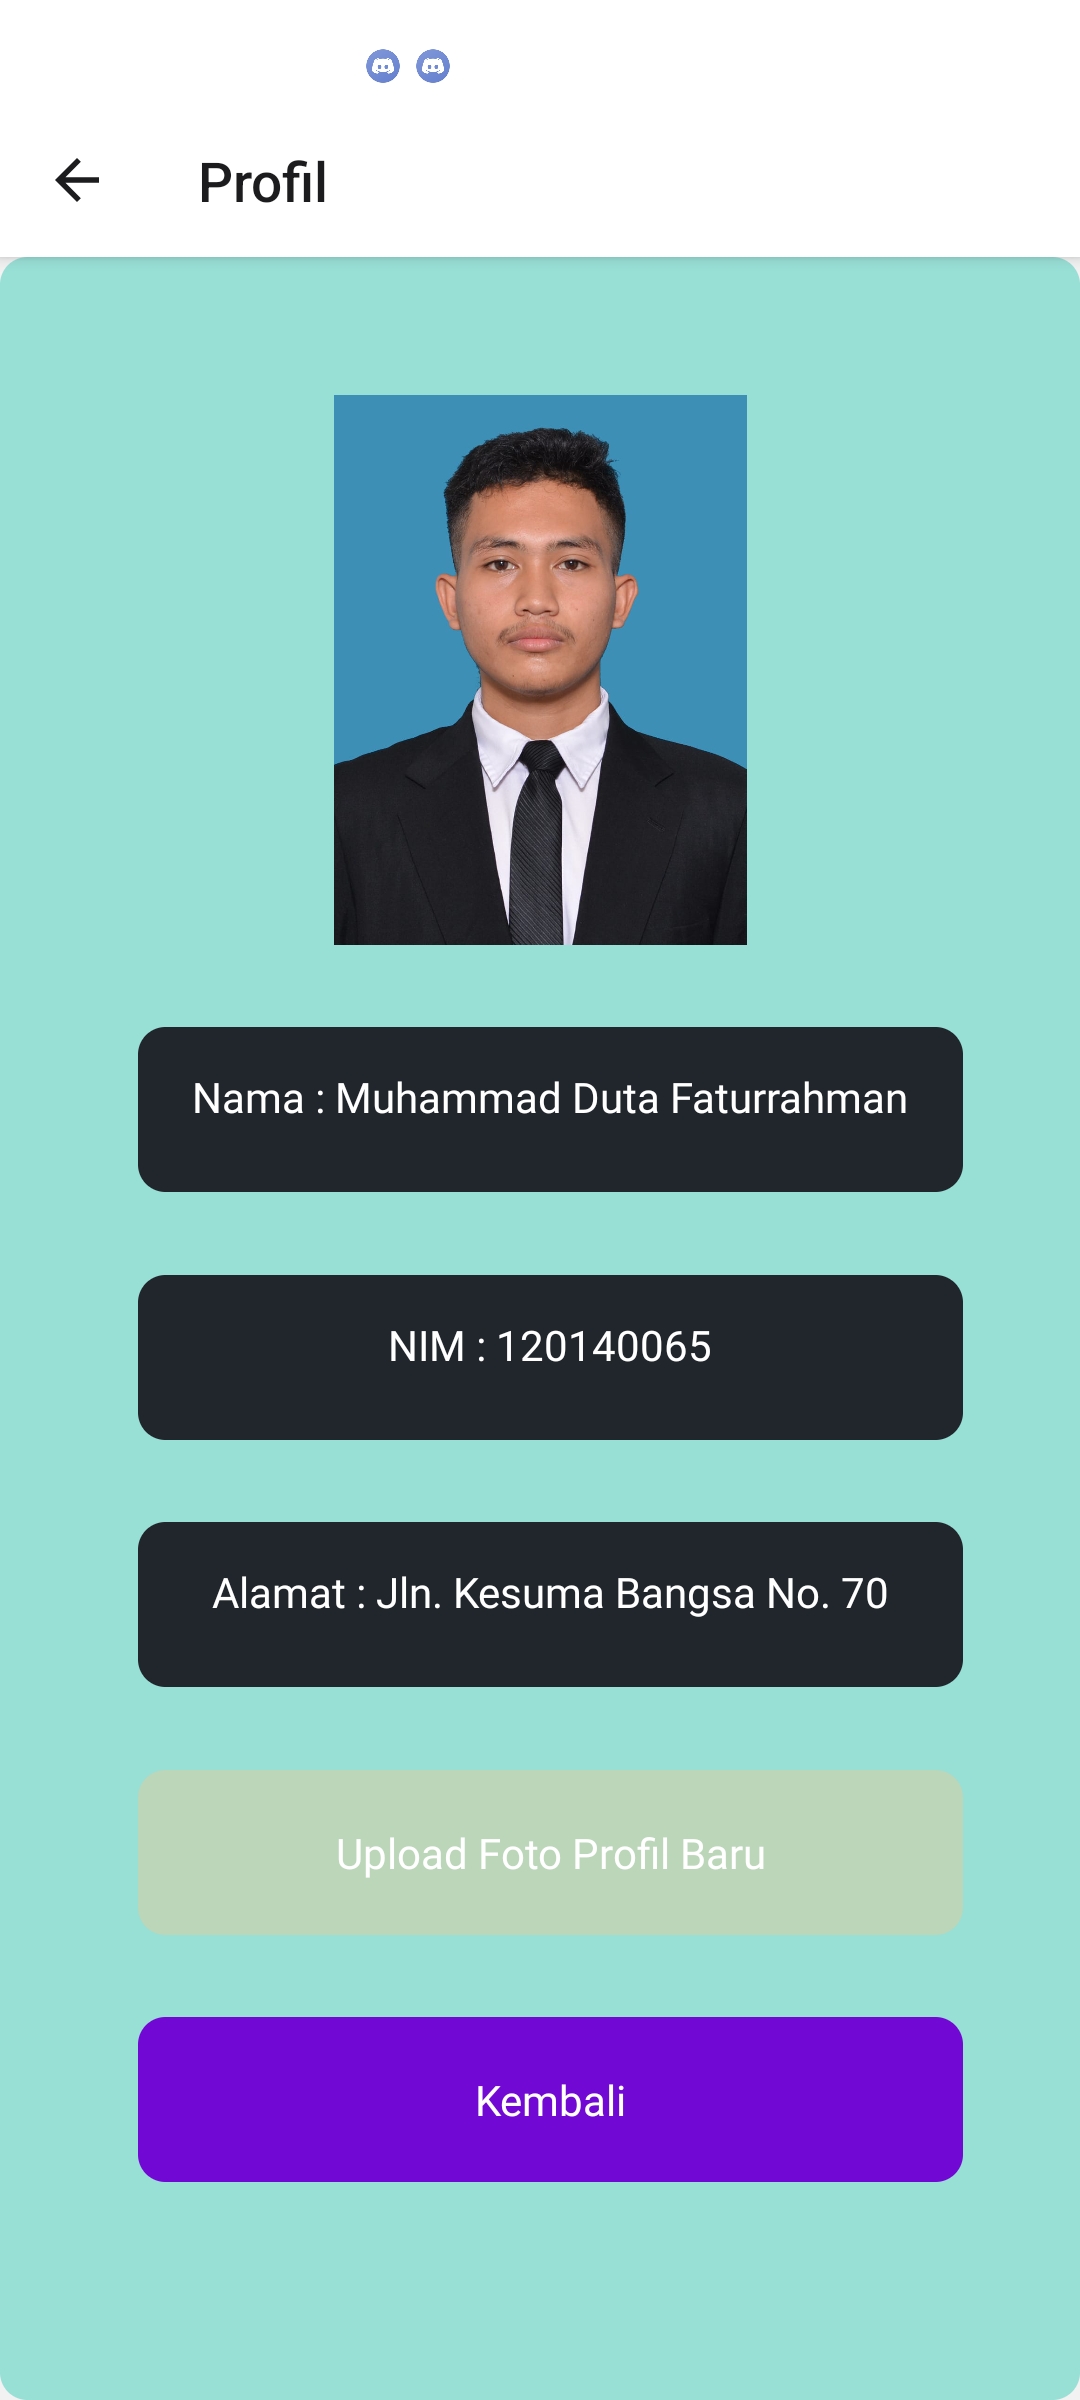 Profil
Nama : Muhammad Duta Faturrahman
NIM : 120140065
Alamat : Jln. Kesuma Bangsa No. 70
Upload Foto Profil Baru
Kembali